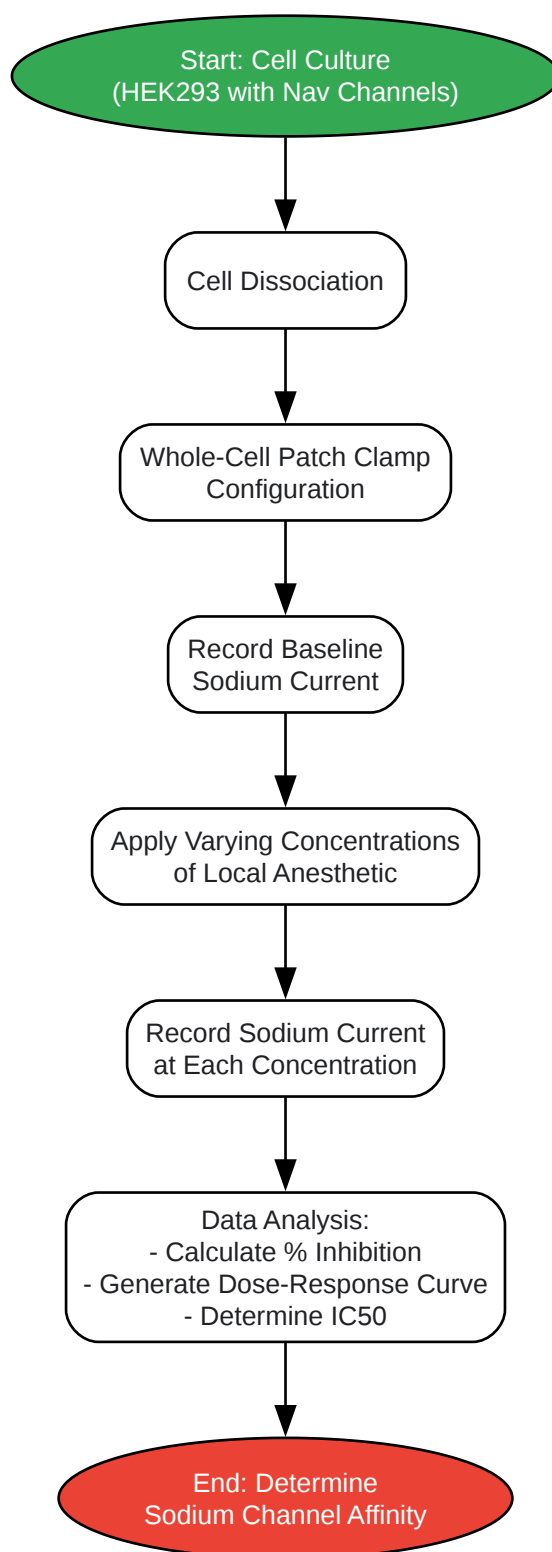 Start: Cell Culture
(HEK293 with Nav Channels)
Cell Dissociation
Whole-Cell Patch Clamp
Configuration
Record Baseline
Sodium Current
Apply Varying Concentrations
of Local Anesthetic
Record Sodium Current
at Each Concentration
Data Analysis:
- Calculate % Inhibition
- Generate Dose-Response Curve
- Determine IC50
End: Determine
Sodium Channel Affinity